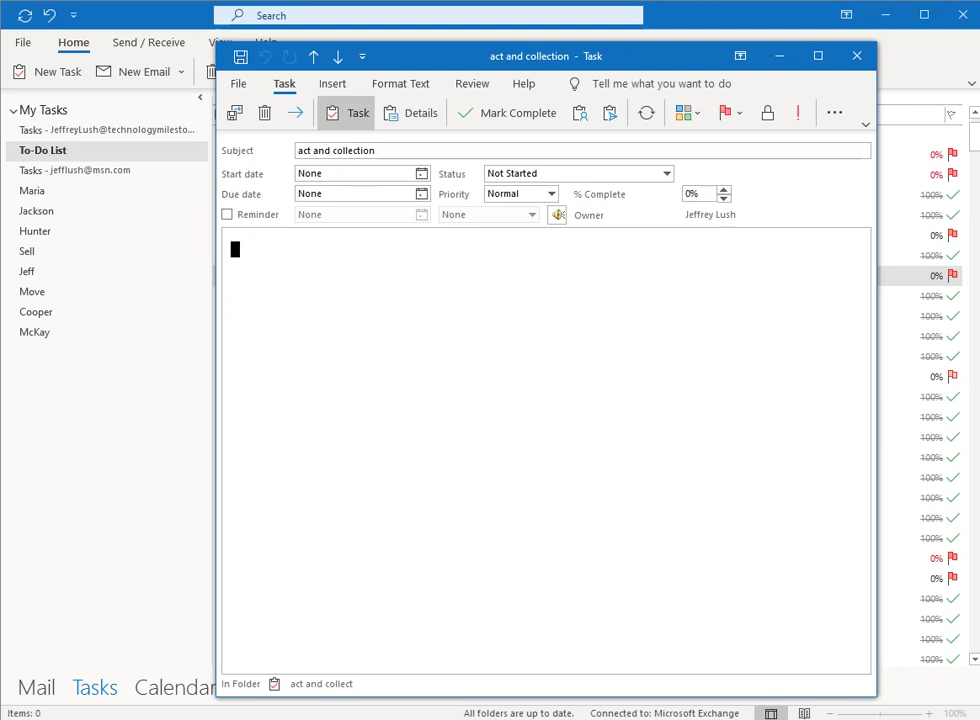 Search
File Home Send / Receive View Help
New Task New Email
My Tasks
Tasks - JeffreyLush@technologymilesto...
To-Do List
Tasks - jefflush@msn.com
Maria
Jackson
Hunter
Sell
Jeff
Move
Cooper
McKay
act and collection - Task
File Task Insert Format Text Review Help Tell me what you want to do
Task Details Mark Complete
Subject act and collection
Start date None Status Not Started
Due date None Priority Normal % Complete 0%
Reminder None None Owner Jeffrey Lush
In Folder act and collect
0%
0%
100%
100%
0%
100%
0%
100%
100%
100%
100%
0%
100%
100%
100%
100%
100%
100%
100%
100%
0%
0%
100%
100%
100%
100%
Mail Tasks Calendar
Items: 0 All folders are up to date. Connected to: Microsoft Exchange 100%